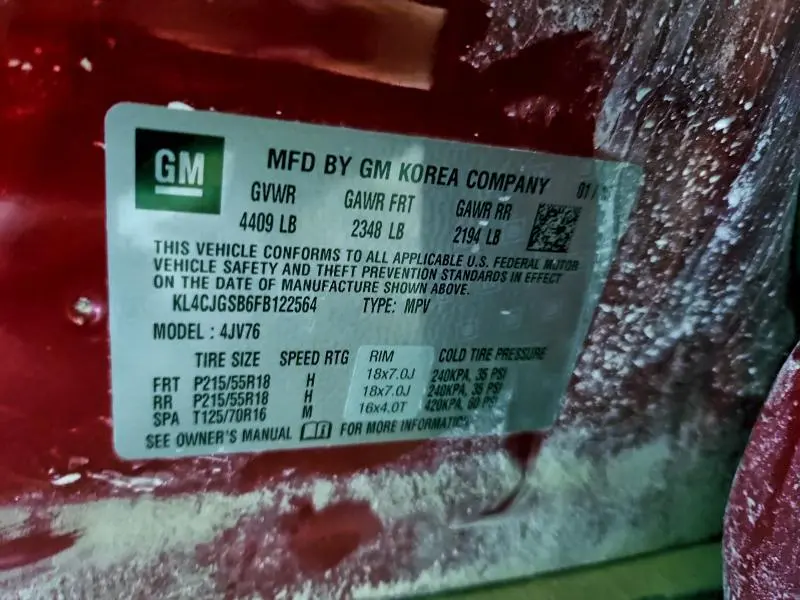 GM
MFD BY GM KOREA COMPANY 01 /
GVWR GAWR FRT GAWR RR
4409 LB 2348 LB 2194 LB
THIS VEHICLE CONFORMS TO ALL APPLICABLE U.S. FEDERAL MOTOR
VEHICLE SAFETY AND THEFT PREVENTION STANDARDS IN EFFECT
ON THE DATE OF MANUFACTURE SHOWN ABOVE.
KL4CJGSB6FB122564 TYPE: MPV
MODEL : 4JV76
TIRE SIZE SPEED RTG RIM COLD TIRE PRESSURE
FRT P215/55R18 H 18x7.0J 240KPA, 35 PSI
RR P215/55R18 H 18x7.0J 240KPA, 35 PSI
SPA T125/70R16 M 16x4.0T 420KPA, 60 PSI
SEE OWNER'S MANUAL FOR MORE INFORMATION